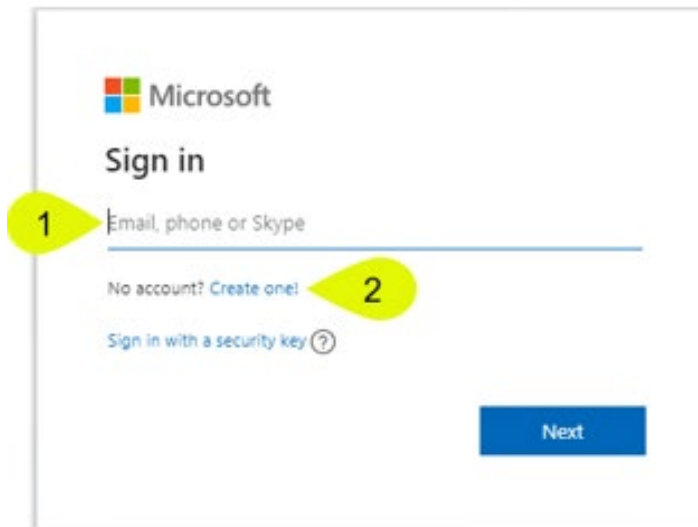 Microsoft
Sign in
1
Email, phone or Skype
No account? Create one! 2
Sign in with a security key ?
Next